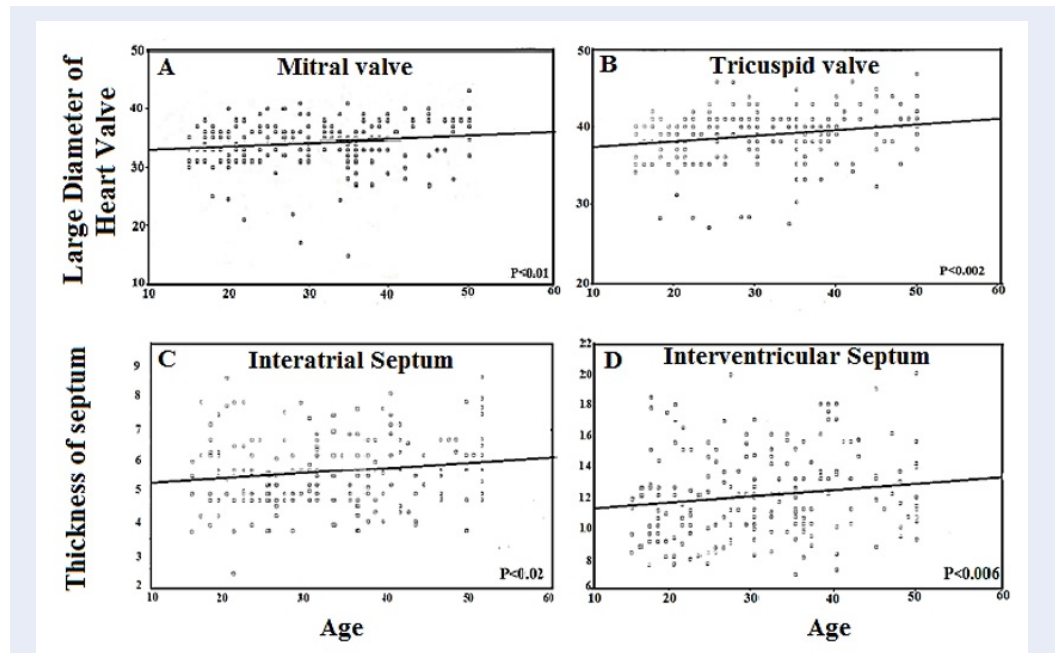 Large Diameter of
Heart Valve
A
Mitral valve
50
40
30
20
10
10 20 30 40 50 60
P<0.01
B
Tricuspid valve
50
40
30
20
10 20 30 40 50 60
P<0.002
Thickness of septum
C
Interatrial Septum
9
8
7
6
5
4
3
2
10 20 30 40 50 60
P<0.02
Age
D
Interventricular Septum
22
20
18
16
14
12
10
8
6
10 20 30 40 50 60
P<0.006
Age